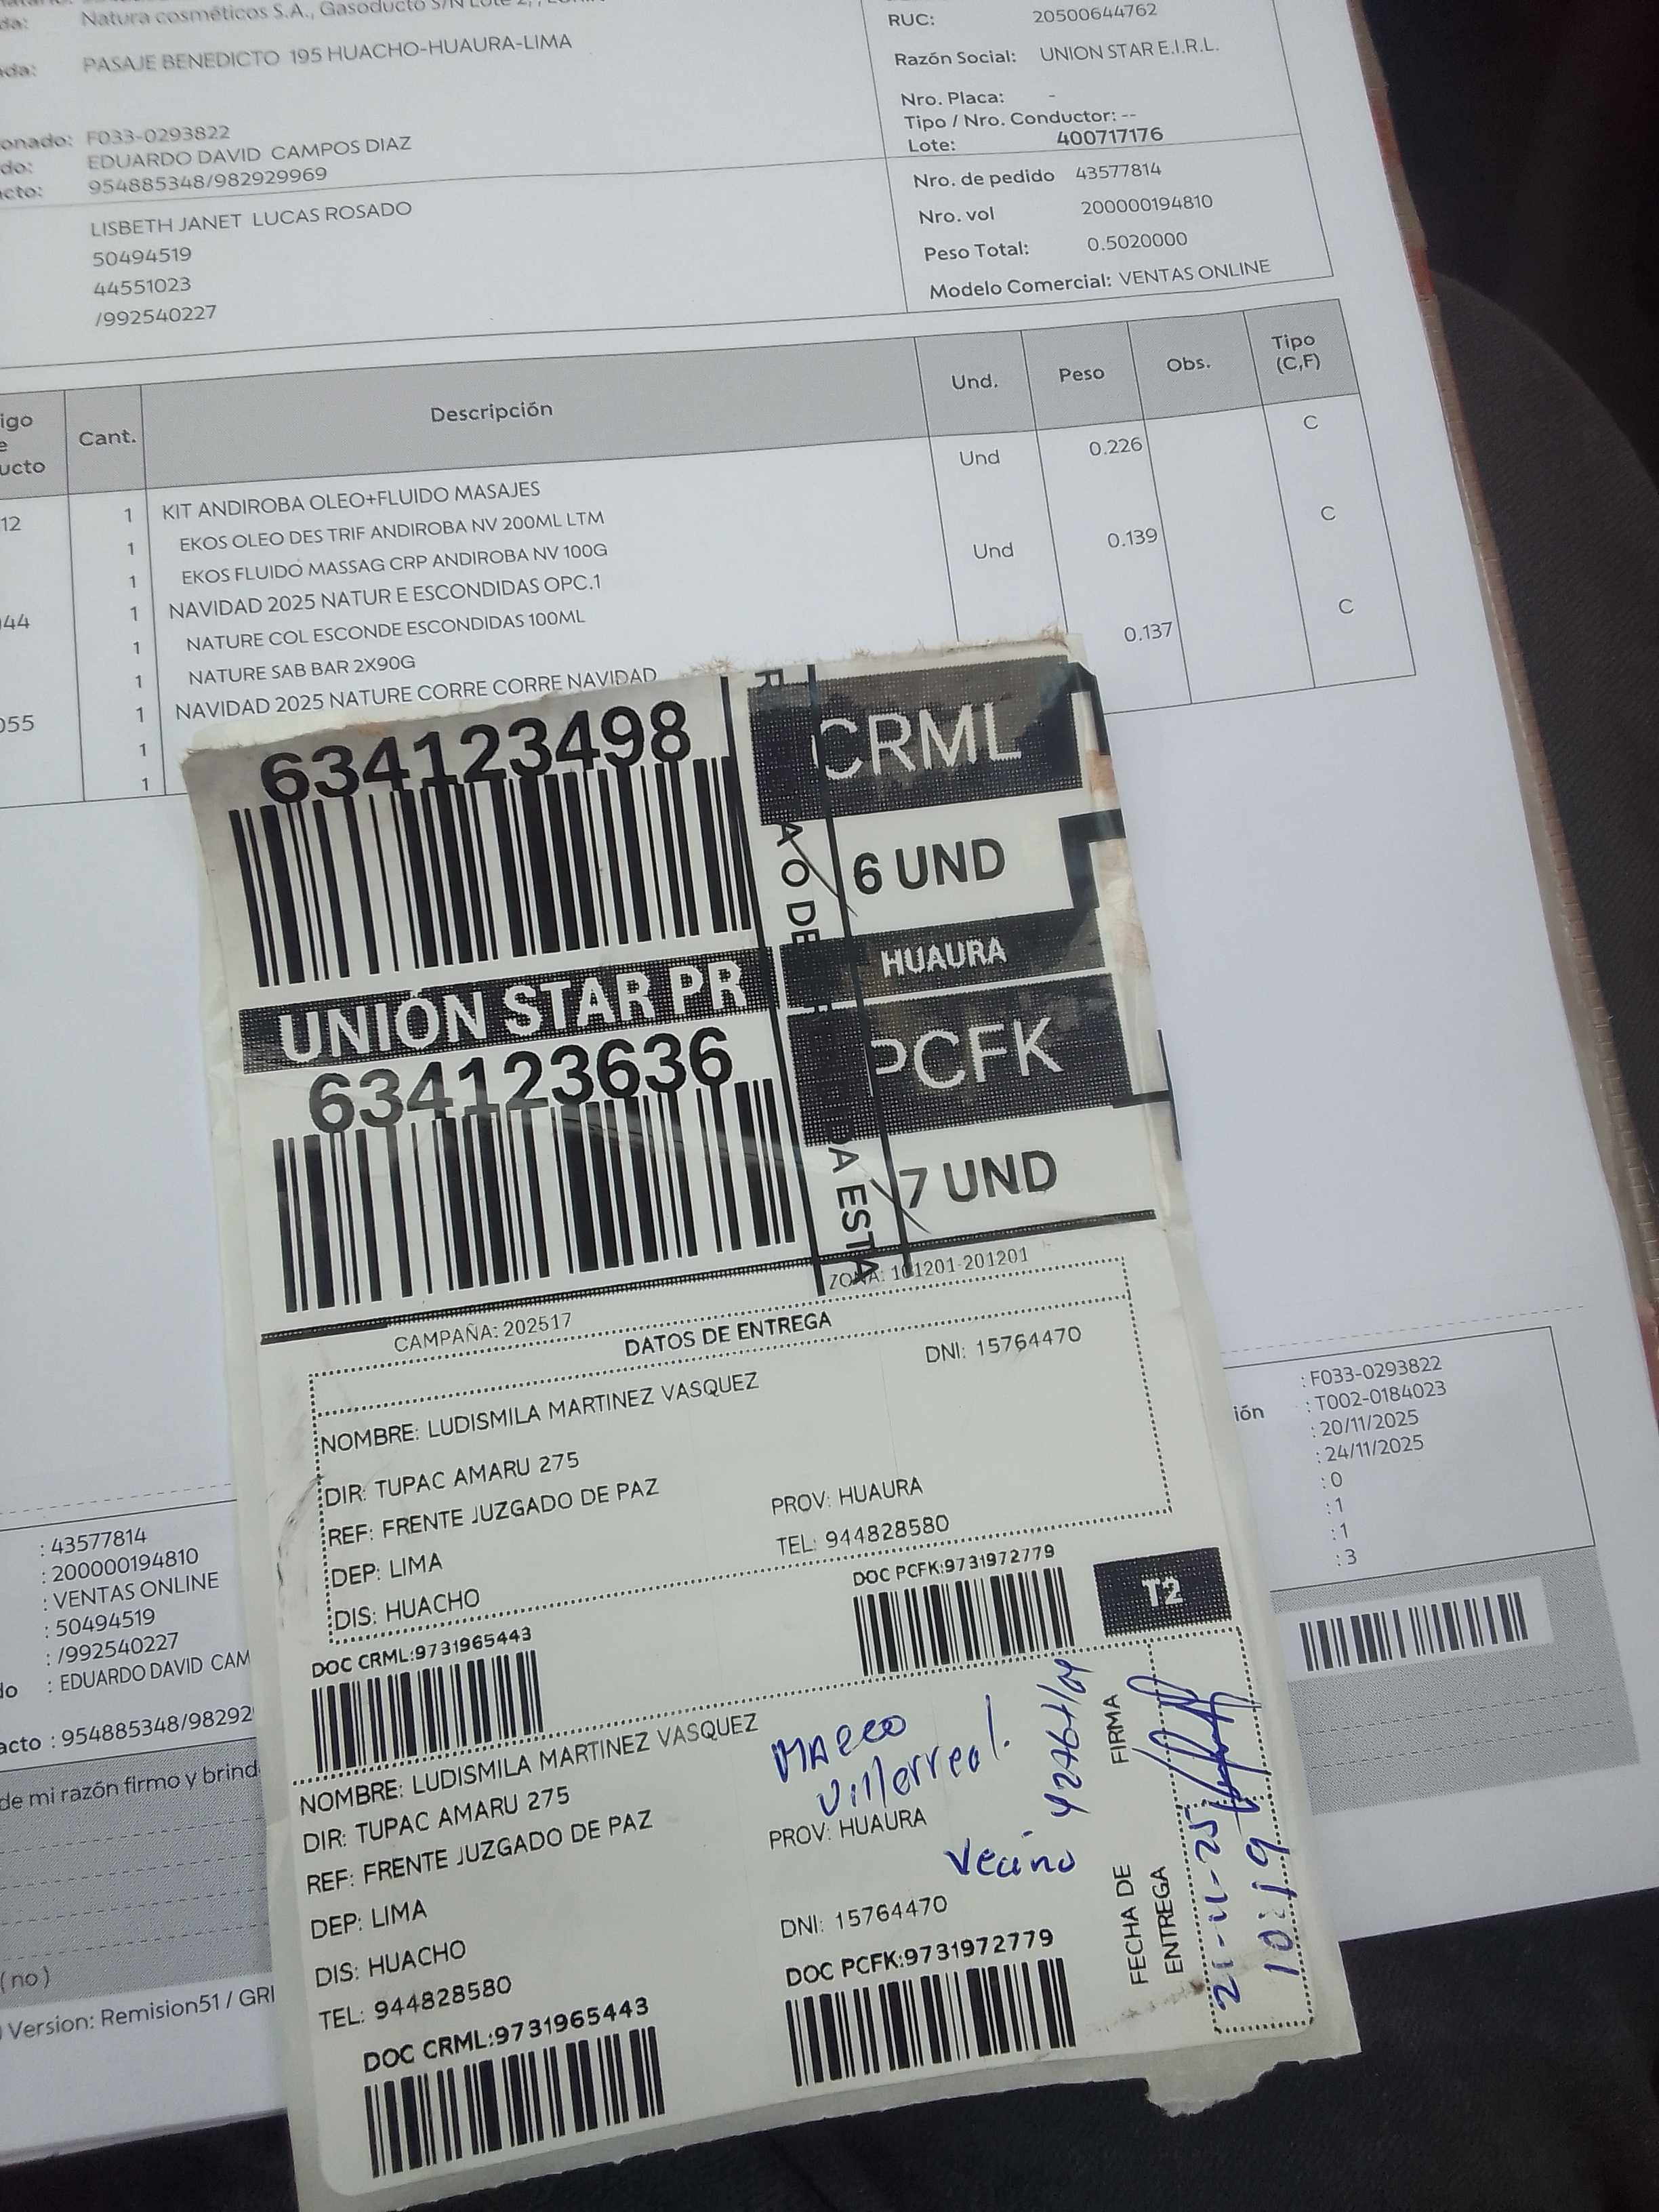 Natura cosméticos S.A., Gasoducto S/N Lote 2,
PASAJE BENEDICTO 195 HUACHO-HUAURA-LIMA
onado: F033-0293822
do: EDUARDO DAVID CAMPOS DIAZ
acto: 954885348/982929969
LISBETH JANET LUCAS ROSADO
50494519
44551023
/992540227
RUC: 20500644762
Razón Social: UNION STAR E.I.R.L.
Nro. Placa: -
Tipo / Nro. Conductor: --
Lote: 400717176
Nro. de pedido 43577814
Nro. vol 200000194810
Peso Total: 0.5020000
Modelo Comercial: VENTAS ONLINE
igo
e
ucto Cant. Descripción Und. Peso Obs. Tipo (C,F)
12 1 KIT ANDIROBA OLEO+FLUIDO MASAJES Und 0.226 C
1 EKOS OLEO DES TRIF ANDIROBA NV 200ML LTM
1 EKOS FLUIDO MASSAG CRP ANDIROBA NV 100G
044 1 NAVIDAD 2025 NATUR E ESCONDIDAS OPC.1 Und 0.139 C
1 NATURE COL ESCONDE ESCONDIDAS 100ML
1 NATURE SAB BAR 2X90G
055 1 NAVIDAD 2025 NATURE CORRE CORRE NAVIDAD 0.137 C
1
1
634123498
CRML
6 UND
UNIÓN STAR PR
HUAURA
634123636
PCFK
7 UND
A O DE
DA ESTA
CAMPAÑA: 202517
ZONA: 101201-201201
DATOS DE ENTREGA
NOMBRE: LUDISMILA MARTINEZ VASQUEZ DNI: 15764470
DIR: TUPAC AMARU 275
REF: FRENTE JUZGADO DE PAZ
DEP: LIMA PROV: HUAURA
DIS: HUACHO TEL: 944828580
DOC CRML:9731965443 DOC PCFK:9731972779
T2
NOMBRE: LUDISMILA MARTINEZ VASQUEZ
DIR: TUPAC AMARU 275
REF: FRENTE JUZGADO DE PAZ
DEP: LIMA PROV: HUAURA
DIS: HUACHO DNI: 15764470
TEL: 944828580
DOC CRML:9731965443 DOC PCFK:9731972779
Marco
Villarreal.
Vecino
FIRMA
FECHA DE
ENTREGA
21-11-25
10:19
: F033-0293822
ión : T002-0184023
: 20/11/2025
: 24/11/2025
: 0
: 1
: 1
: 3
: 43577814
: 200000194810
: VENTAS ONLINE
: 50494519
: /992540227
do : EDUARDO DAVID CAM
acto : 954885348/98292
de mi razón firmo y brind
( no )
Version: Remision51 / GRI